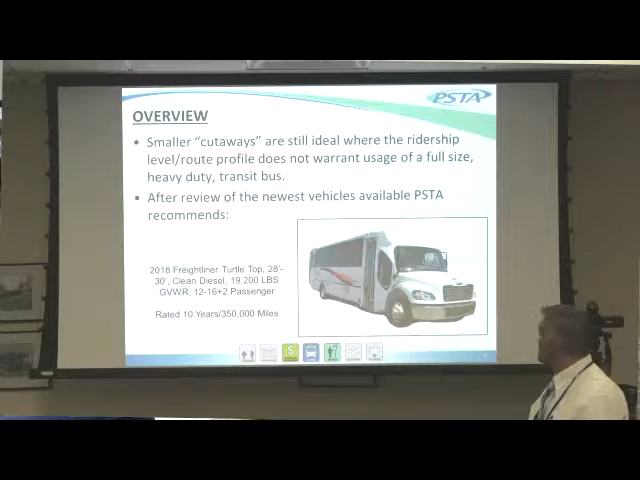 PSTA
OVERVIEW
• Smaller “cutaways” are still ideal where the ridership
level/route profile does not warrant usage of a full size,
heavy duty, transit bus.
• After review of the newest vehicles available PSTA
recommends:
2018 Freightliner Turtle Top, 28'-
30', Clean Diesel, 19,200 LBS
GVWR, 12-16+2 Passenger
Rated 10 Years/350,000 Miles